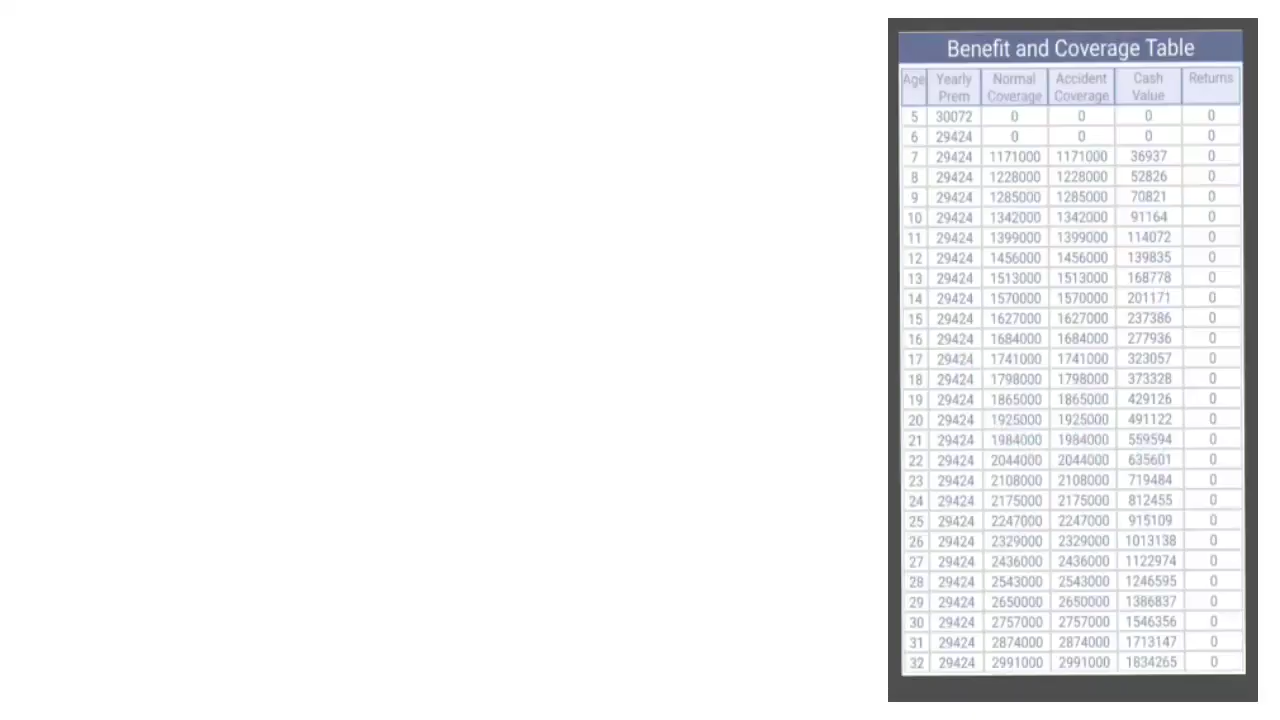 Benefit and Coverage Table
Age Yearly Prem Normal Coverage Accident Coverage Cash Value Returns
5 30072 0 0 0 0
6 29424 0 0 0 0
7 29424 1171000 1171000 36937 0
8 29424 1228000 1228000 52826 0
9 29424 1285000 1285000 70821 0
10 29424 1342000 1342000 91164 0
11 29424 1399000 1399000 114072 0
12 29424 1456000 1456000 139835 0
13 29424 1513000 1513000 168778 0
14 29424 1570000 1570000 201171 0
15 29424 1627000 1627000 237386 0
16 29424 1684000 1684000 277936 0
17 29424 1741000 1741000 323057 0
18 29424 1798000 1798000 373328 0
19 29424 1865000 1865000 429126 0
20 29424 1925000 1925000 491122 0
21 29424 1984000 1984000 559594 0
22 29424 2044000 2044000 635601 0
23 29424 2108000 2108000 719484 0
24 29424 2175000 2175000 812455 0
25 29424 2247000 2247000 915109 0
26 29424 2329000 2329000 1013138 0
27 29424 2436000 2436000 1122974 0
28 29424 2543000 2543000 1246595 0
29 29424 2650000 2650000 1386837 0
30 29424 2757000 2757000 1546356 0
31 29424 2874000 2874000 1713147 0
32 29424 2991000 2991000 1834265 0